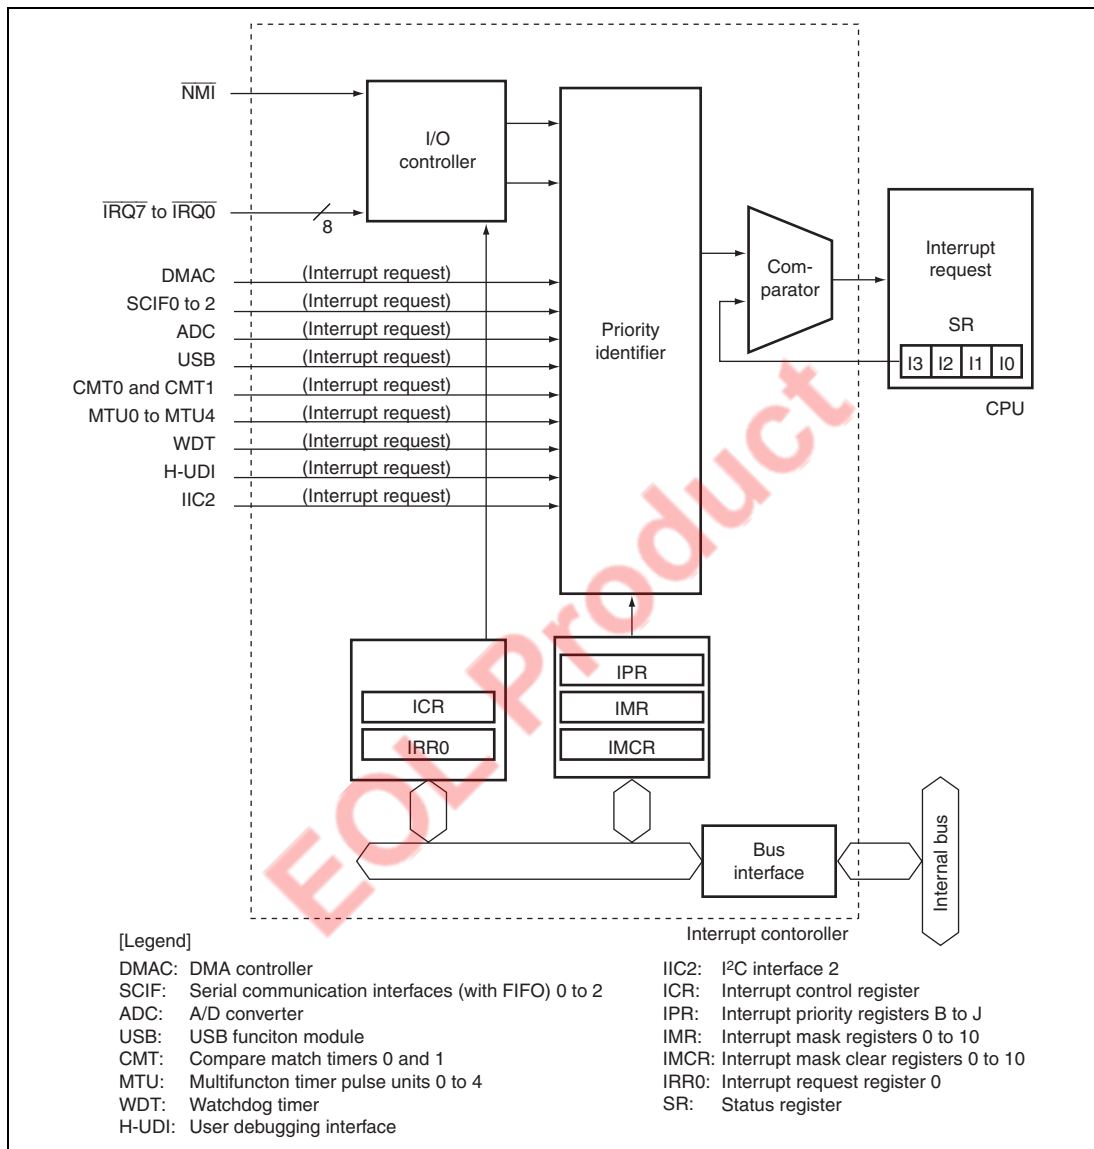 NMI
I/O
controller
IRQ7 to IRQ0
8
DMAC (Interrupt request)
SCIF0 to 2 (Interrupt request)
ADC (Interrupt request)
USB (Interrupt request)
CMT0 and CMT1 (Interrupt request)
MTU0 to MTU4 (Interrupt request)
WDT (Interrupt request)
H-UDI (Interrupt request)
IIC2 (Interrupt request)
Priority
identifier
Com-
parator
Interrupt
request
SR
I3 I2 I1 I0
CPU
ICR
IRR0
IPR
IMR
IMCR
Bus
interface
Internal bus
Interrupt contoroller
EOL Product
[Legend]
DMAC: DMA controller
SCIF: Serial communication interfaces (with FIFO) 0 to 2
ADC: A/D converter
USB: USB funciton module
CMT: Compare match timers 0 and 1
MTU: Multifuncton timer pulse units 0 to 4
WDT: Watchdog timer
H-UDI: User debugging interface
IIC2: I²C interface 2
ICR: Interrupt control register
IPR: Interrupt priority registers B to J
IMR: Interrupt mask registers 0 to 10
IMCR: Interrupt mask clear registers 0 to 10
IRR0: Interrupt request register 0
SR: Status register